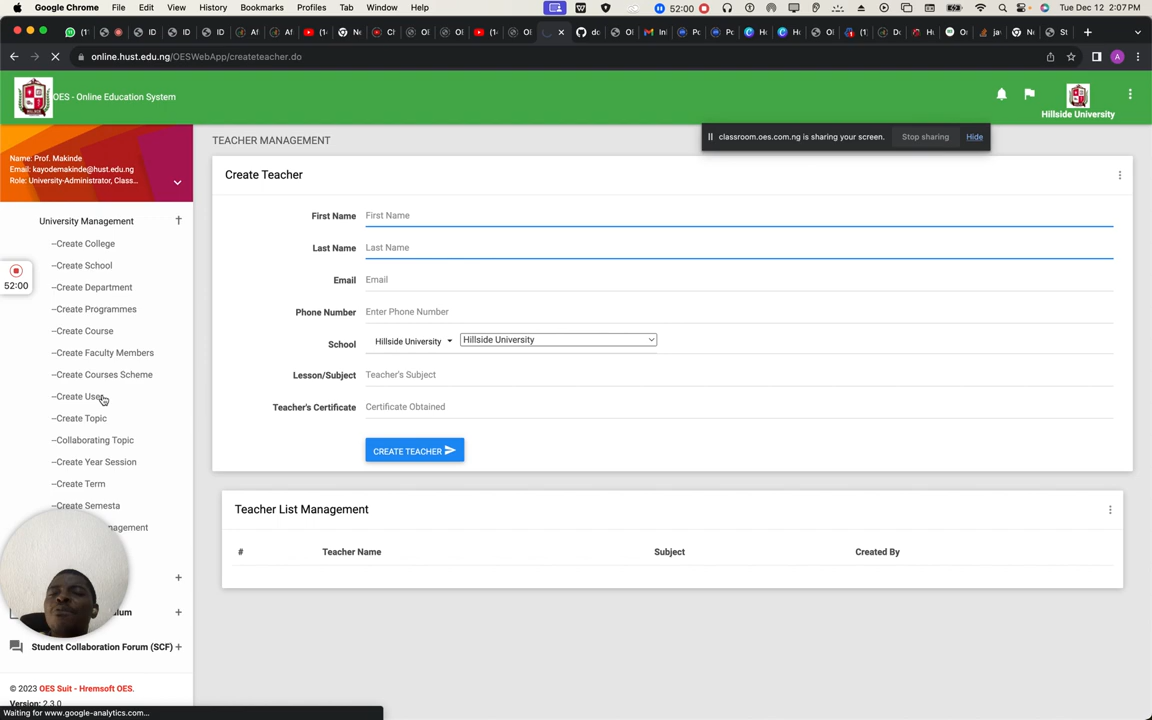 Google Chrome File Edit View History Bookmarks Profiles Tab Window Help 52:00 Tue Dec 12 2:07 PM
online.hust.edu.ng/OESWebApp/createteacher.do
OES - Online Education System
Hillside University
classroom.oes.com.ng is sharing your screen. Stop sharing Hide
Name: Prof. Makinde
Email: kayodemakinde@hust.edu.ng
Role: University-Administrator, Class...
University Management
--Create College
--Create School
--Create Department
--Create Programmes
--Create Course
--Create Faculty Members
--Create Courses Scheme
--Create User
--Create Topic
--Collaborating Topic
--Create Year Session
--Create Term
--Create Semesta
52:00
Student Collaboration Forum (SCF)
© 2023 OES Suit - Hremsoft OES.
Version: 2.3.0
Waiting for www.google-analytics.com...
TEACHER MANAGEMENT
Create Teacher
First Name First Name
Last Name Last Name
Email Email
Phone Number Enter Phone Number
School Hillside University Hillside University
Lesson/Subject Teacher's Subject
Teacher's Certificate Certificate Obtained
CREATE TEACHER
Teacher List Management
# Teacher Name Subject Created By